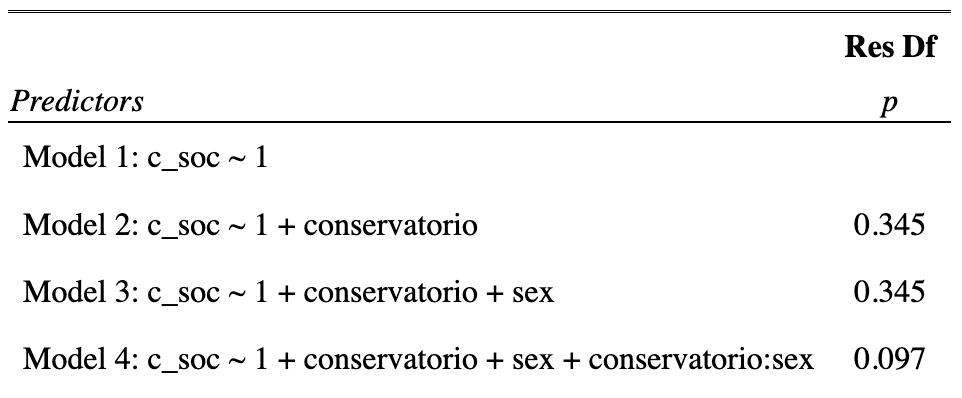 Res Df
Predictors p
Model 1: c_soc ~ 1
Model 2: c_soc ~ 1 + conservatorio 0.345
Model 3: c_soc ~ 1 + conservatorio + sex 0.345
Model 4: c_soc ~ 1 + conservatorio + sex + conservatorio:sex 0.097